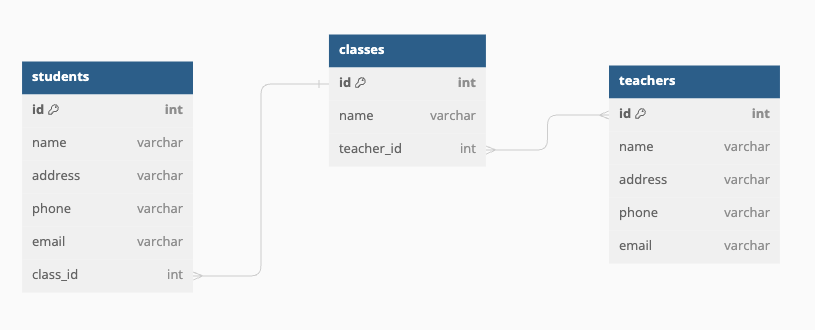 students
id int
name varchar
address varchar
phone varchar
email varchar
class_id int
classes
id int
name varchar
teacher_id int
teachers
id int
name varchar
address varchar
phone varchar
email varchar